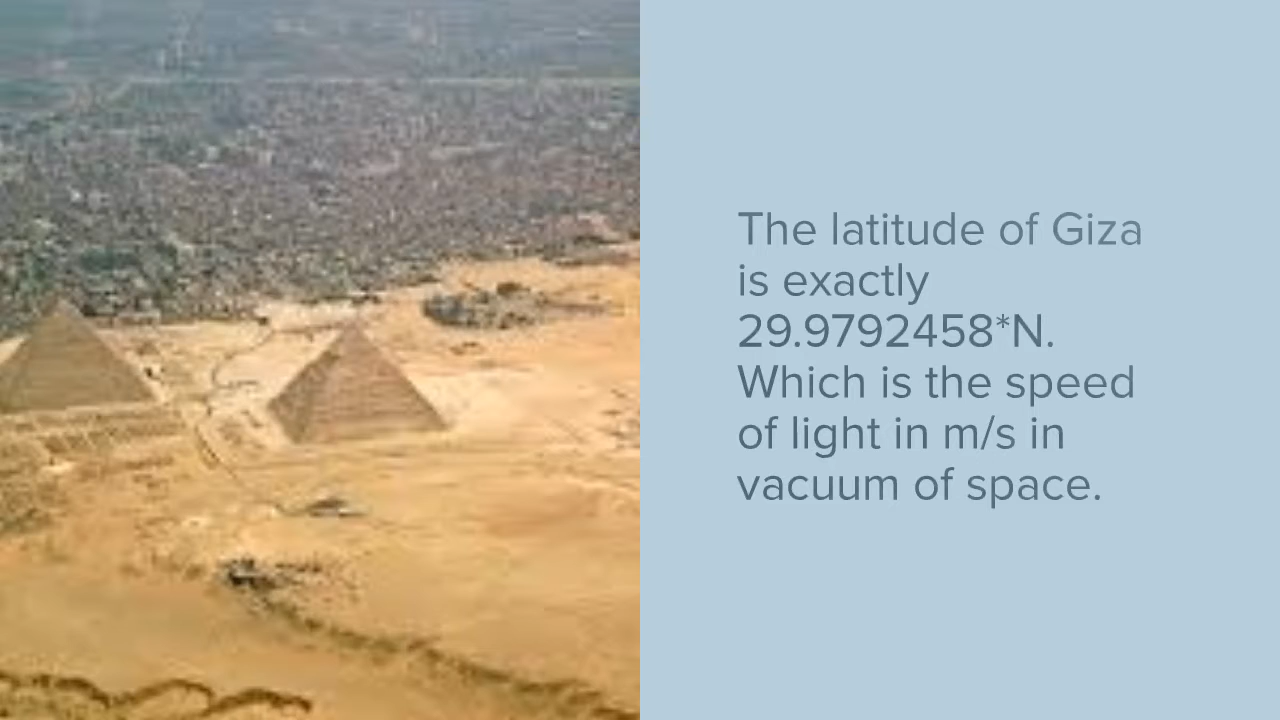 The latitude of Giza
is exactly
29.9792458*N.
Which is the speed
of light in m/s in
vacuum of space.